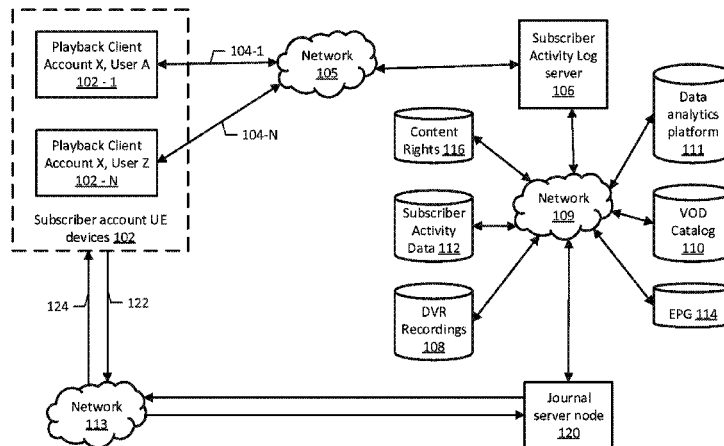 Playback Client
Account X, User A
102 - 1
104-1
Network
105
Subscriber
Activity Log
server
106
104-N
Playback Client
Account X, User Z
102 - N
Subscriber account UE
devices 102
Content
Rights 116
Data
analytics
platform
111
Network
109
Subscriber
Activity
Data 112
VOD
Catalog
110
DVR
Recordings
108
EPG 114
124
122
Network
113
Journal
server node
120